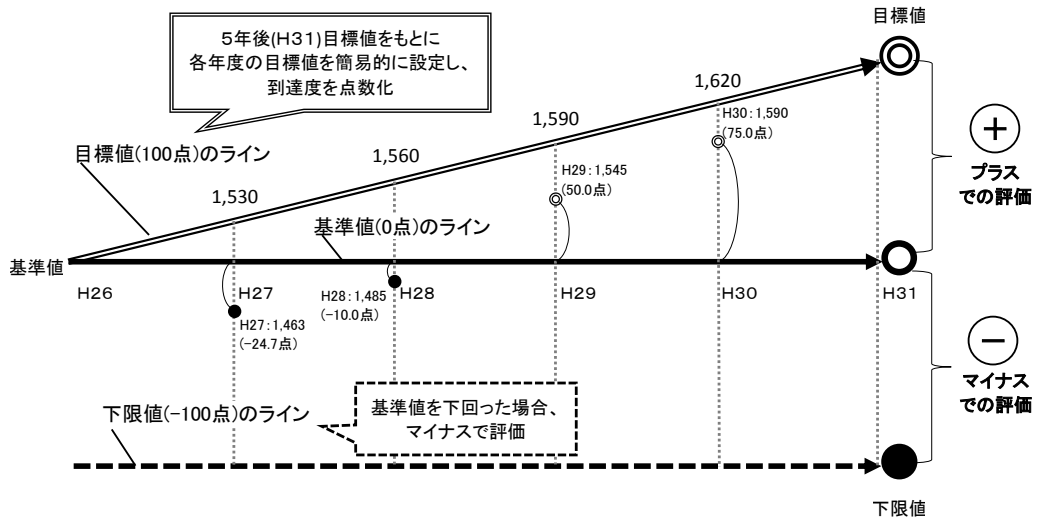 目標値
5年後(H31)目標値をもとに
各年度の目標値を簡易的に設定し、
到達度を点数化
1,620
H30:1,590
(75.0点)
1,590
目標値(100点)のライン
1,560
H29:1,545
(50.0点)
プラス
での評価
1,530
基準値(0点)のライン
基準値
H26
H27
H28
H29
H30
H31
H28:1,485
(-10.0点)
H27:1,463
(-24.7点)
マイナス
での評価
下限値(-100点)のライン
基準値を下回った場合、
マイナスで評価
下限値